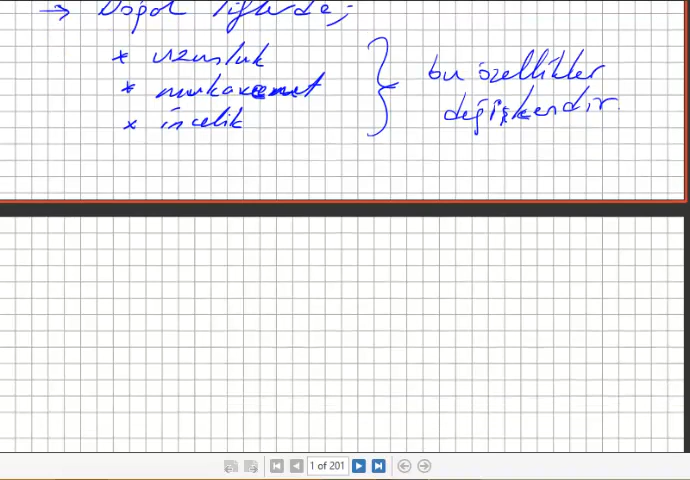 → Doğal liflerde;
* uzunluk
* mukavemet
* incelik
bu özellikler
değişkendir.
1 of 201